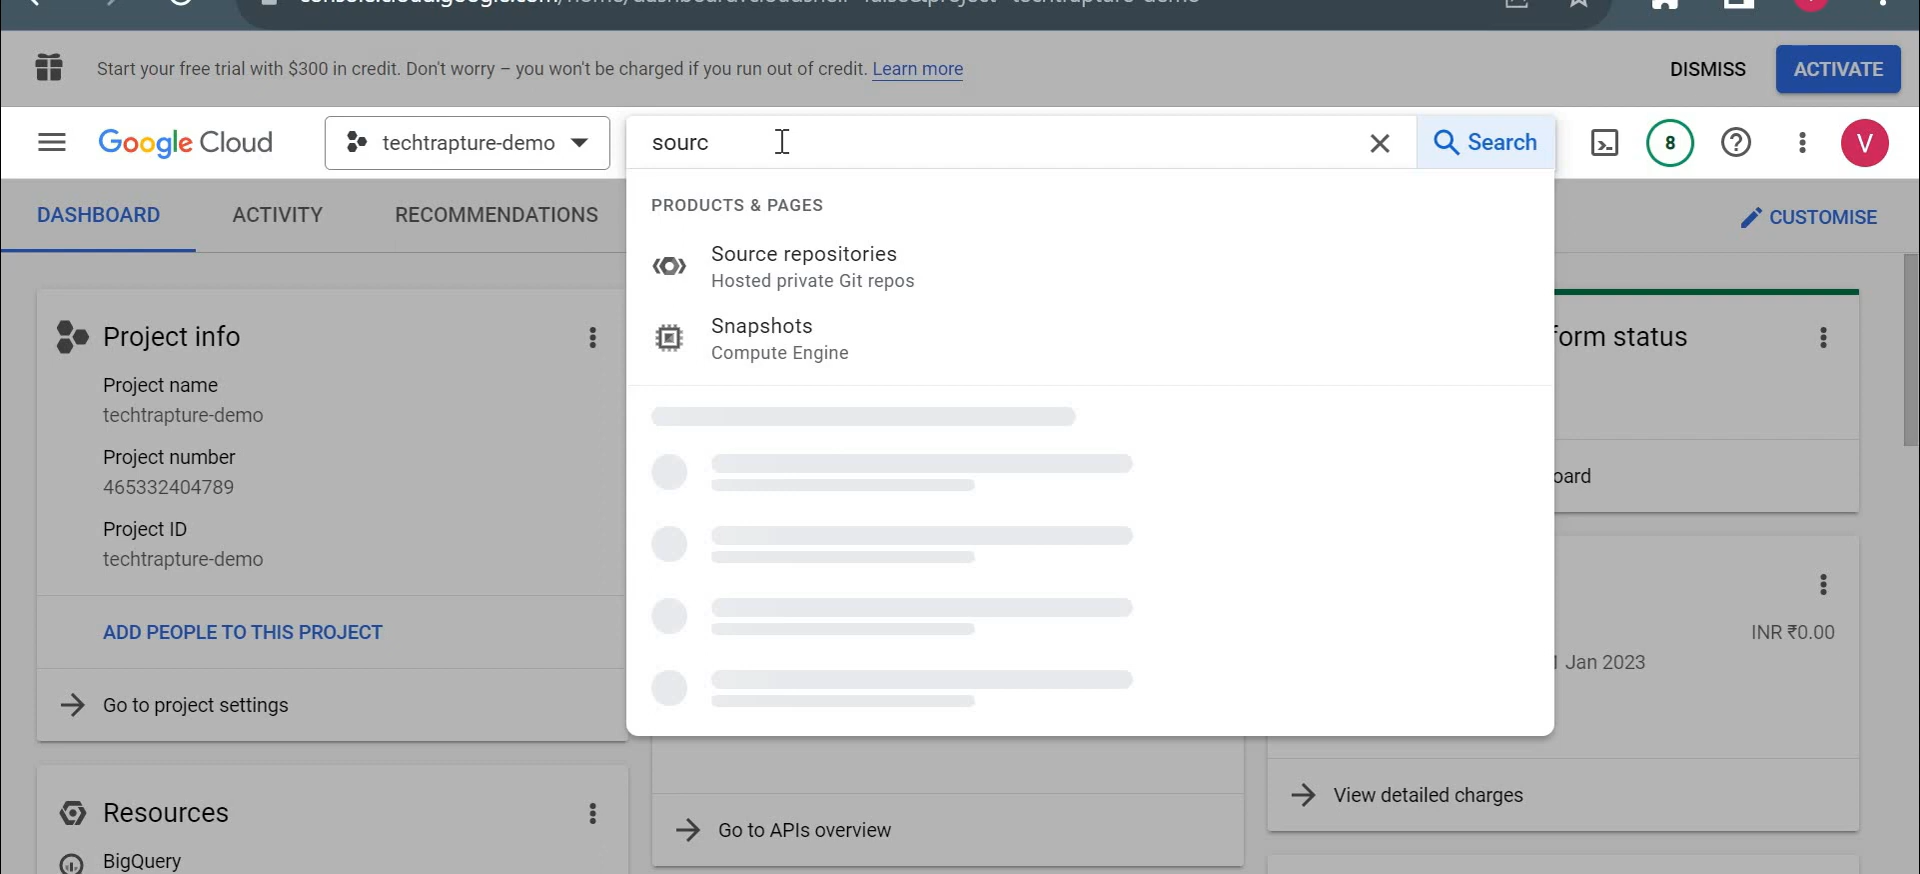 Start your free trial with $300 in credit. Don't worry – you won't be charged if you run out of credit. Learn more
DISMISS
ACTIVATE
Google Cloud
techtrapture-demo
sourc
Search
8
V
DASHBOARD
ACTIVITY
RECOMMENDATIONS
CUSTOMISE
PRODUCTS & PAGES
Source repositories
Hosted private Git repos
Snapshots
Compute Engine
Project info
Project name
techtrapture-demo
Project number
465332404789
Project ID
techtrapture-demo
ADD PEOPLE TO THIS PROJECT
Go to project settings
Resources
BigQuery
Go to APIs overview
form status
oard
INR ₹0.00
Jan 2023
View detailed charges